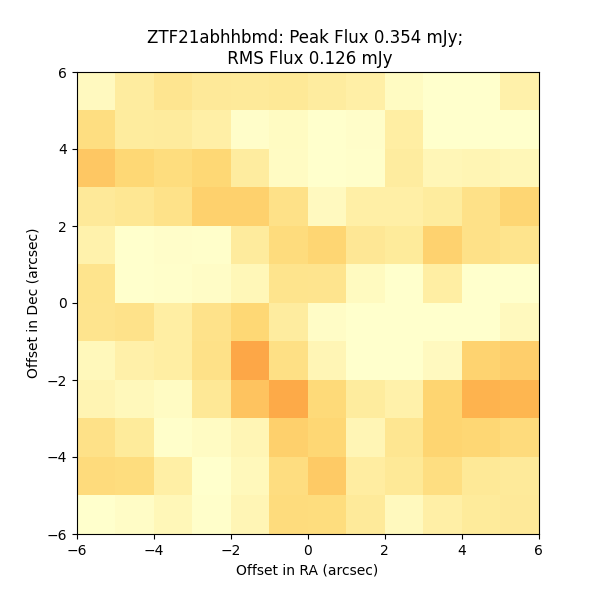 ZTF21abhhbmd: Peak Flux 0.354 mJy;
RMS Flux 0.126 mJy
6
4
2
0
−2
−4
−6
Offset in Dec (arcsec)
−6 −4 −2 0 2 4 6
Offset in RA (arcsec)